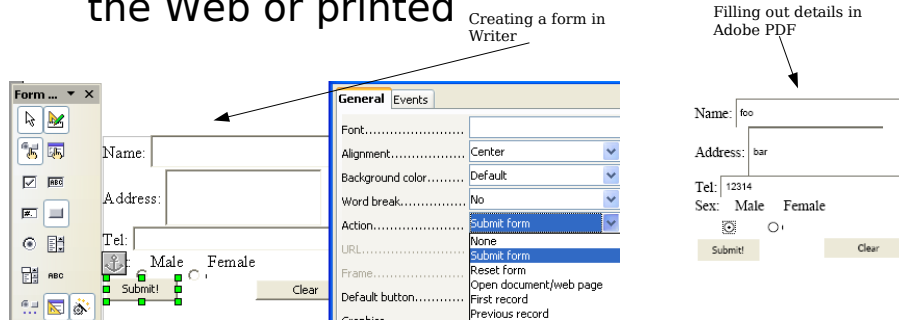 the Web or printed
Creating a form in
Writer
Filling out details in
Adobe PDF
Form ...
ABC
ABC
Name:
Address:
Tel:
Male Female
Submit!
Clear
General Events
Font
Alignment Center
Background color Default
Word break No
Action Submit form
URL
Frame
Default button
None
Submit form
Reset form
Open document/web page
First record
Previous record
Name: foo
Address: bar
Tel: 12314
Sex: Male Female
Submit! Clear